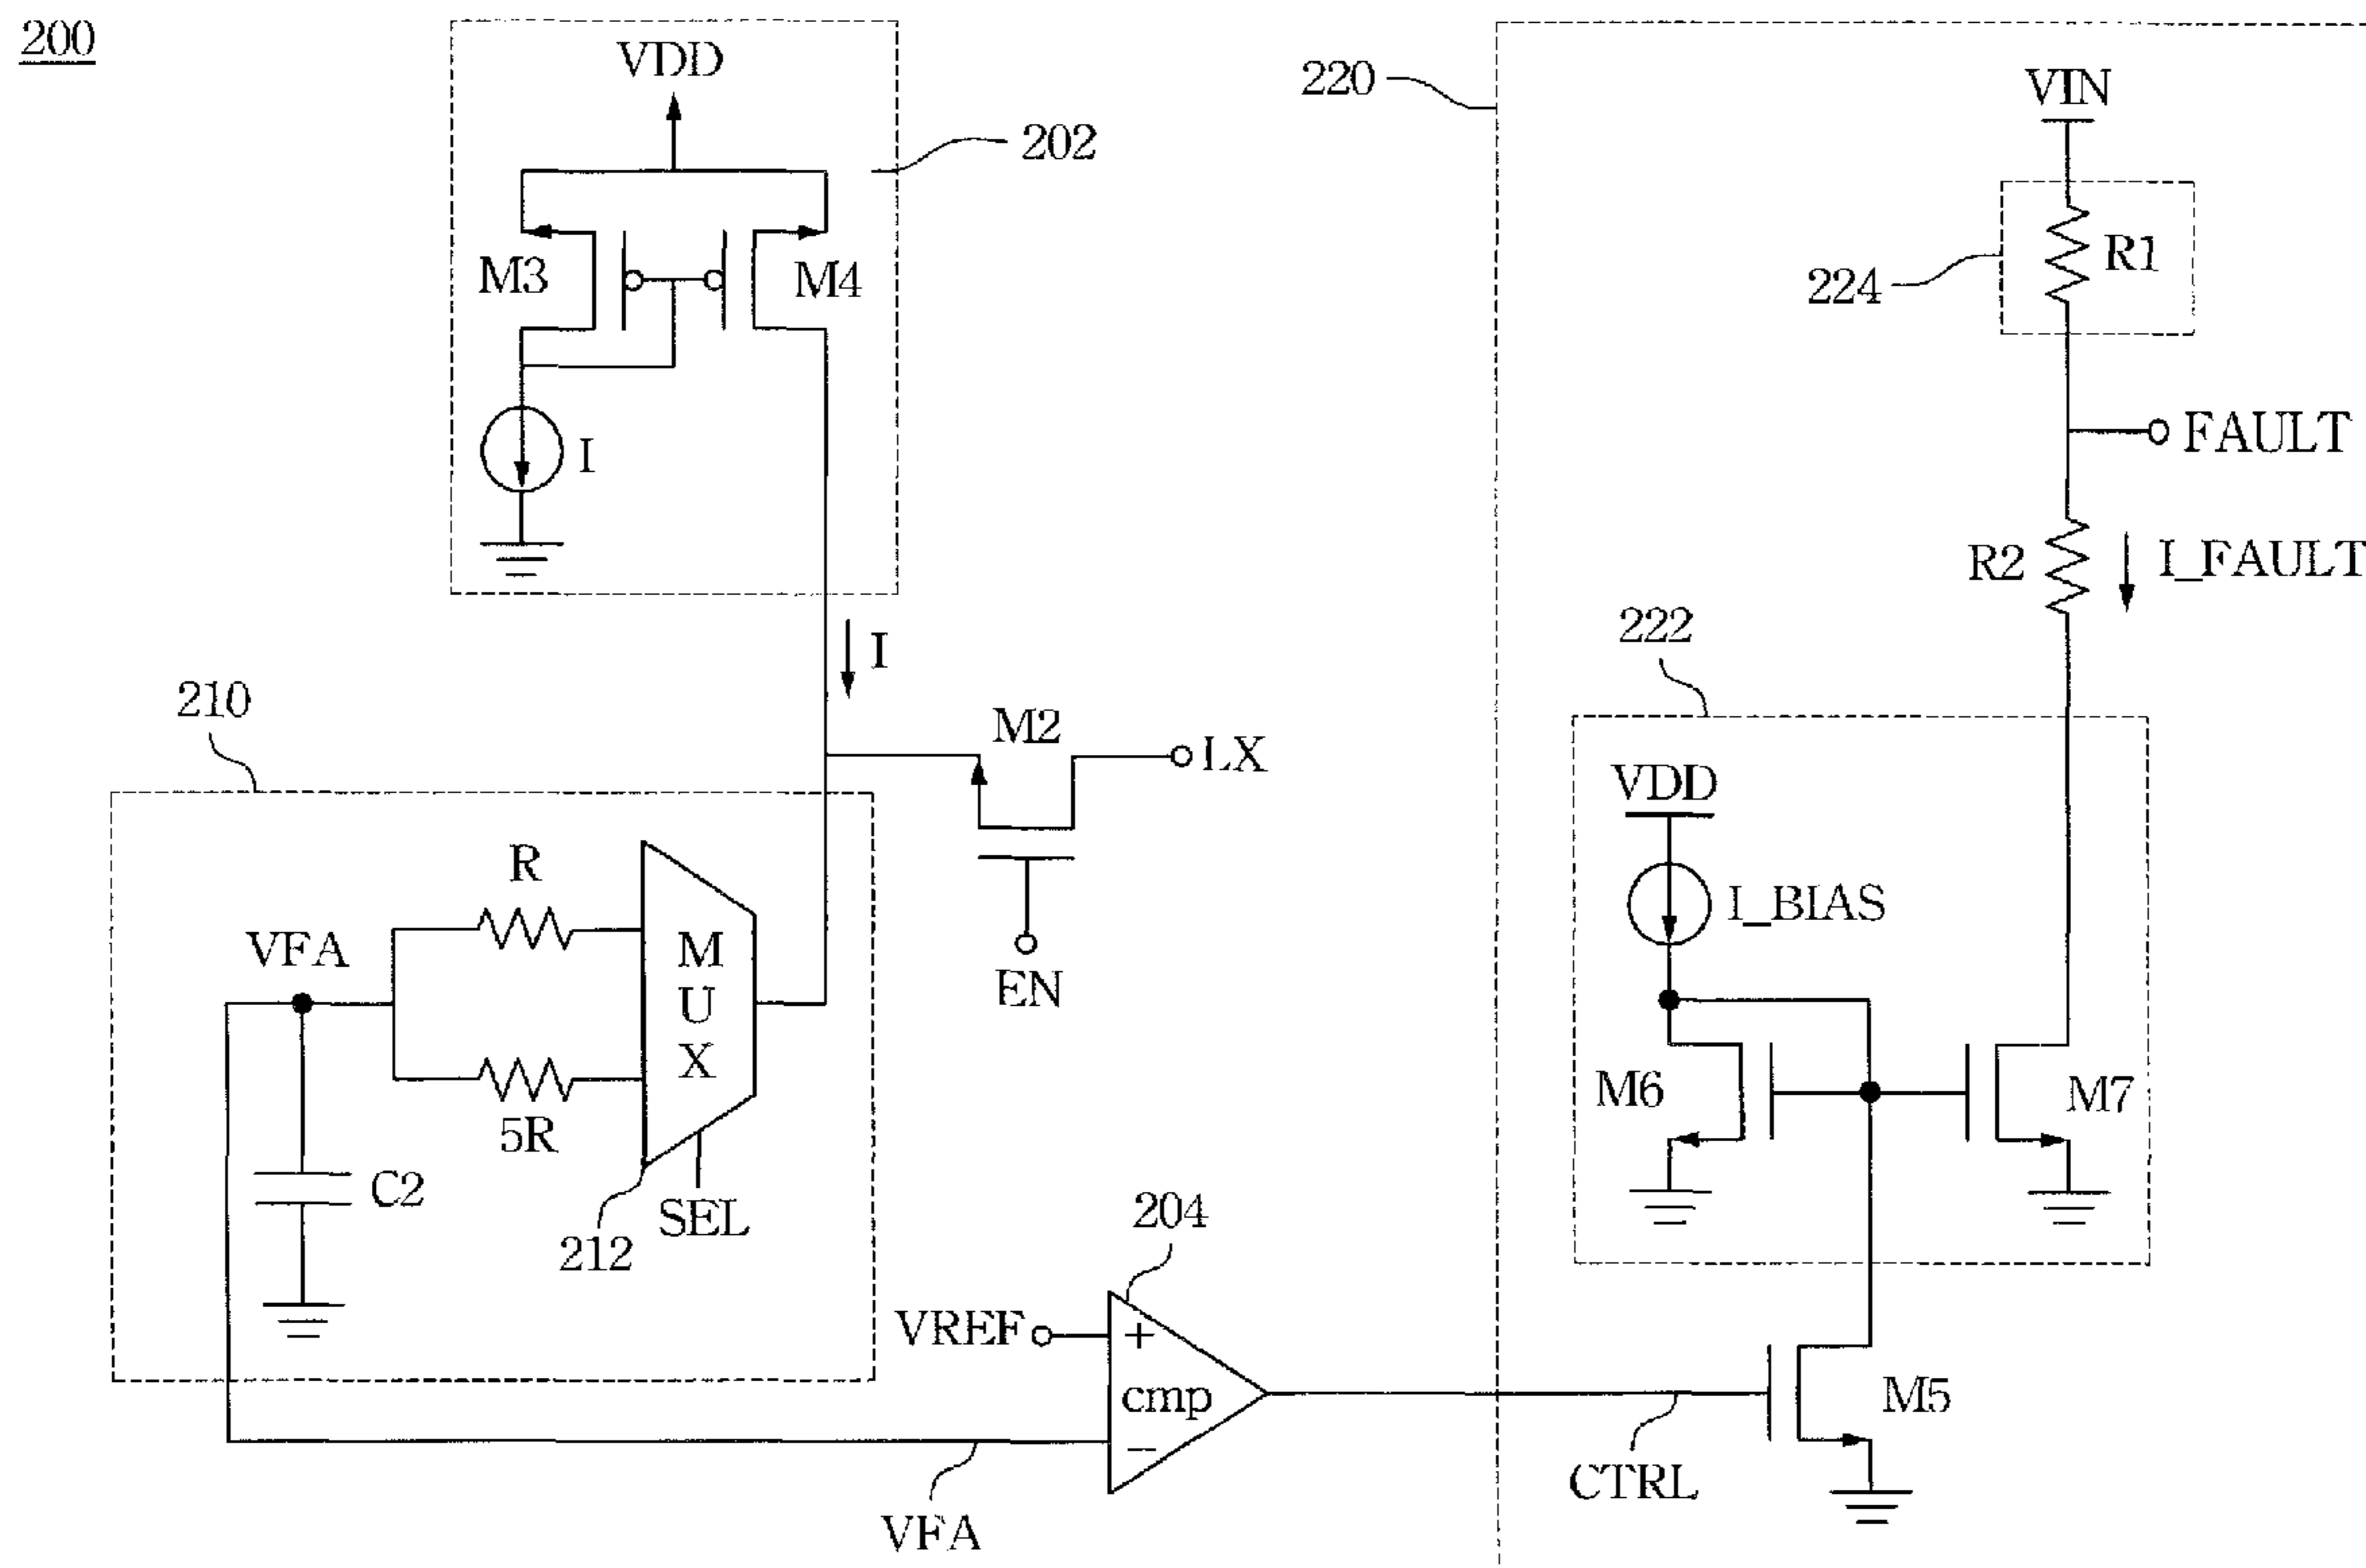 200
VDD
202
M3
M4
I
I
210
M2
LX
EN
R
VFA
5R
M
U
X
C2
SEL
212
204
VREF
+
cmp
−
VFA
CTRL
220
VIN
R1
224
FAULT
R2
I_FAULT
222
VDD
I_BIAS
M6
M7
M5